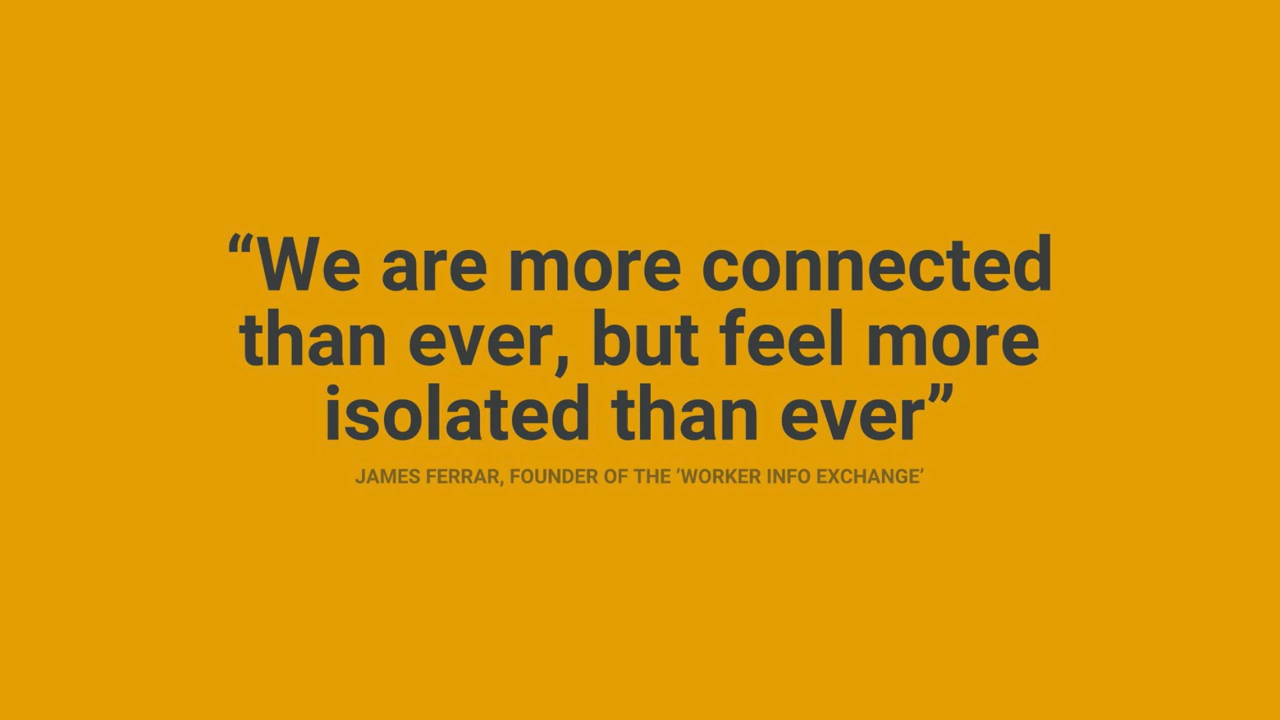 “We are more connected
than ever, but feel more
isolated than ever”
JAMES FERRAR, FOUNDER OF THE ’WORKER INFO EXCHANGE’